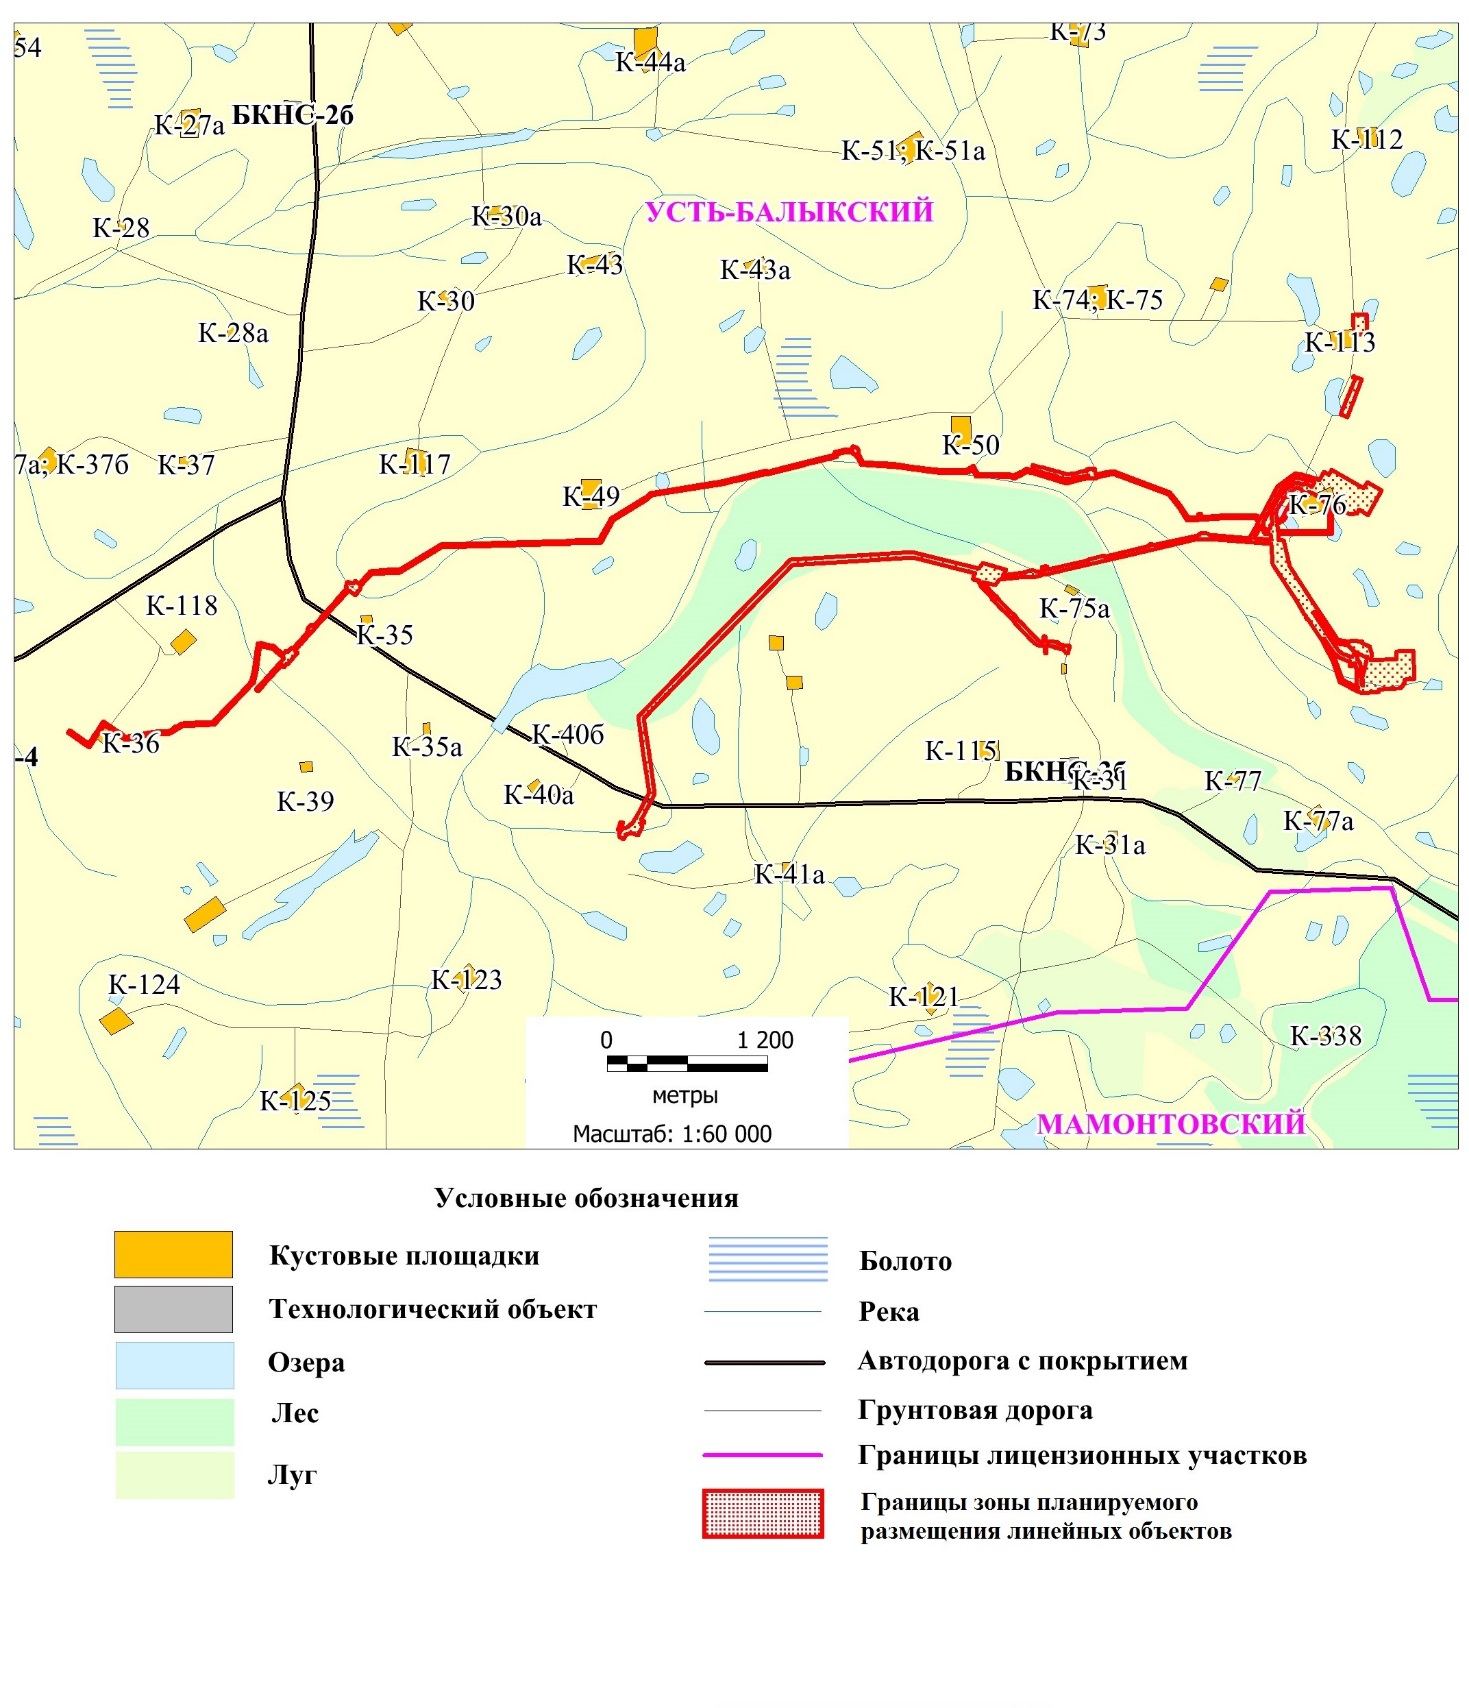 54
К-73
К-44а
К-27а
БКНС-2б
К-112
К-51; К-51а
К-30а
УСТЬ-БАЛЫКСКИЙ
К-28
К-43
К-43а
К-30
К-74; К-75
К-28а
К-113
7а; К-37б
К-37
К-117
К-50
К-49
К-76
К-118
К-75а
К-35
К-36
К-35а
К-40б
К-115
-4
БКНС-2б
К-31
К-77
К-39
К-40а
К-77а
К-31а
К-41а
К-124
К-123
К-121
К-338
0
1 200
К-125
метры
МАМОНТОВСКИЙ
Масштаб: 1:60 000
Условные обозначения
Кустовые площадки
Технологический объект
Озера
Лес
Луг
Болото
Река
Автодорога с покрытием
Грунтовая дорога
Границы лицензионных участков
Границы зоны планируемого
размещения линейных объектов